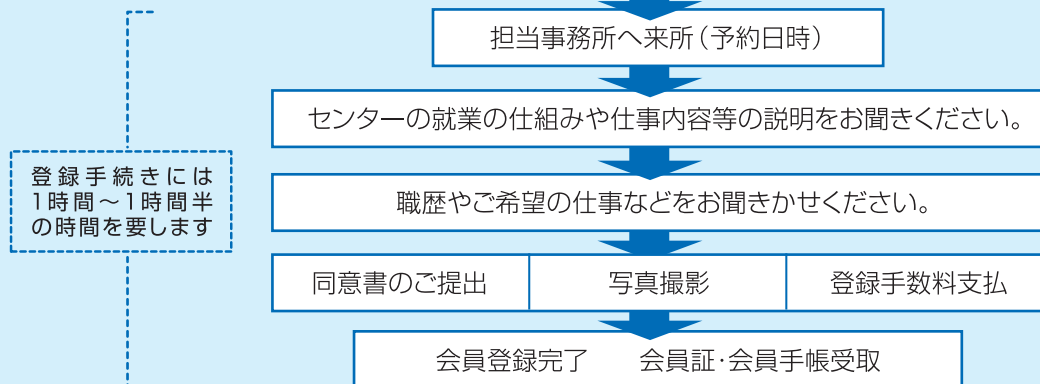 担当事務所へ来所（予約日時）
センターの就業の仕組みや仕事内容等の説明をお聞きください。
登録手続きには
1時間～1時間半
の時間を要します
職歴やご希望の仕事などをお聞きかせください。
同意書のご提出 写真撮影 登録手数料支払
会員登録完了 会員証･会員手帳受取